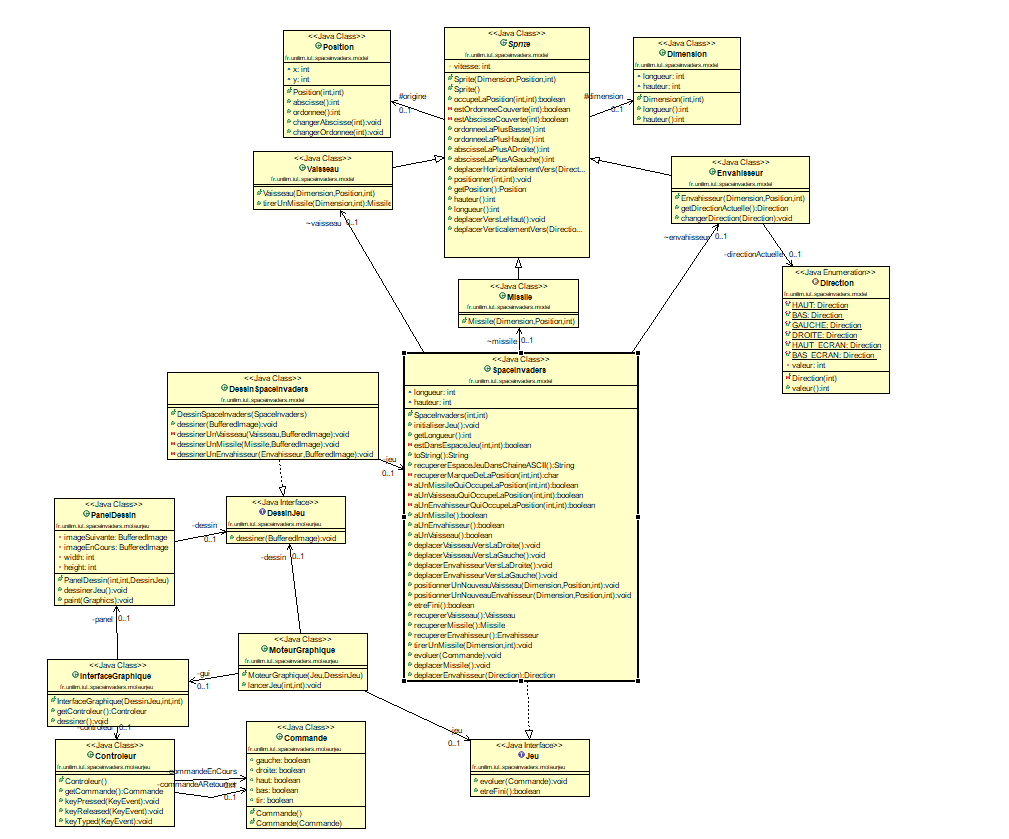 <<Java Class>>
Position
fr.unilim.iut.spaceinvaders.model
x: int
y: int
Position(int,int)
abscisse():int
ordonnee():int
changerAbscisse(int):void
changerOrdonnee(int):void
<<Java Class>>
Sprite
fr.unilim.iut.spaceinvaders.model
vitesse: int
Sprite(Dimension,Position,int)
Sprite()
occupeLaPosition(int,int):boolean
estOrdonneeCouverte(int):boolean
estAbscisseCouverte(int):boolean
ordonneeLaPlusBasse():int
ordonneeLaPlusHaute():int
abscisseLaPlusADroite():int
abscisseLaPlusAGauche():int
deplacerHorizontalementVers(Direct...
positionner(int,int):void
getPosition():Position
hauteur():int
longueur():int
deplacerVersLeHaut():void
deplacerVerticalementVers(Directio...
<<Java Class>>
Dimension
fr.unilim.iut.spaceinvaders.model
longueur: int
hauteur: int
Dimension(int,int)
longueur():int
hauteur():int
#origine
0..1
#dimension
0..1
<<Java Class>>
Vaisseau
fr.unilim.iut.spaceinvaders.model
Vaisseau(Dimension,Position,int)
tirerUnMissile(Dimension,int):Missile
~vaisseau 0..1
<<Java Class>>
Envahisseur
fr.unilim.iut.spaceinvaders.model
Envahisseur(Dimension,Position,int)
getDirectionActuelle():Direction
changerDirection(Direction):void
~envahisseur 0..1
-directionActuelle 0..1
<<Java Enumeration>>
Direction
fr.unilim.iut.spaceinvaders.model
HAUT: Direction
BAS: Direction
GAUCHE: Direction
DROITE: Direction
HAUT_ECRAN: Direction
BAS_ECRAN: Direction
valeur: int
Direction(int)
valeur():int
<<Java Class>>
Missile
fr.unilim.iut.spaceinvaders.model
Missile(Dimension,Position,int)
~missile 0..1
<<Java Class>>
SpaceInvaders
fr.unilim.iut.spaceinvaders.model
longueur: int
hauteur: int
SpaceInvaders(int,int)
initialiserJeu():void
getLongueur():int
estDansEspaceJeu(int,int):boolean
toString():String
recupererEspaceJeuDansChaineASCII():String
recupererMarqueDeLaPosition(int,int):char
aUnMissileQuiOccupeLaPosition(int,int):boolean
aUnVaisseauQuiOccupeLaPosition(int,int):boolean
aUnEnvahisseurQuiOccupeLaPosition(int,int):boolean
aUnMissile():boolean
aUnEnvahisseur():boolean
aUnVaisseau():boolean
deplacerVaisseauVersLaDroite():void
deplacerVaisseauVersLaGauche():void
deplacerEnvahisseurVersLaDroite():void
deplacerEnvahisseurVersLaGauche():void
positionnerUnNouveauVaisseau(Dimension,Position,int):void
positionnerUnNouveauEnvahisseur(Dimension,Position,int):void
etreFini():boolean
recupererVaisseau():Vaisseau
recupererMissile():Missile
recupererEnvahisseur():Envahisseur
tirerUnMissile(Dimension,int):void
evoluer(Commande):void
deplacerMissile():void
deplacerEnvahisseur(Direction):Direction
<<Java Class>>
DessinSpaceInvaders
fr.unilim.iut.spaceinvaders.model
DessinSpaceInvaders(SpaceInvaders)
dessiner(BufferedImage):void
dessinerUnVaisseau(Vaisseau,BufferedImage):void
dessinerUnMissile(Missile,BufferedImage):void
dessinerUnEnvahisseur(Envahisseur,BufferedImage):void
-jeu
0..1
<<Java Class>>
PanelDessin
fr.unilim.iut.spaceinvaders.moteurjeu
imageSuivante: BufferedImage
imageEnCours: BufferedImage
width: int
height: int
PanelDessin(int,int,DessinJeu)
dessinerJeu():void
paint(Graphics):void
-dessin
0..1
<<Java Interface>>
DessinJeu
fr.unilim.iut.spaceinvaders.moteurjeu
dessiner(BufferedImage):void
-dessin 0..1
-panel 0..1
<<Java Class>>
MoteurGraphique
fr.unilim.iut.spaceinvaders.moteurjeu
MoteurGraphique(Jeu,DessinJeu)
lancerJeu(int,int):void
-gui
0..1
<<Java Class>>
InterfaceGraphique
fr.unilim.iut.spaceinvaders.moteurjeu
InterfaceGraphique(DessinJeu,int,int)
getControleur():Controleur
dessiner():void
-controleur 0..1
<<Java Class>>
Controleur
fr.unilim.iut.spaceinvaders.moteurjeu
Controleur()
getCommande():Commande
keyPressed(KeyEvent):void
keyReleased(KeyEvent):void
keyTyped(KeyEvent):void
-commandeEnCours
-commandeARetourner
0..1
0..1
<<Java Class>>
Commande
fr.unilim.iut.spaceinvaders.moteurjeu
gauche: boolean
droite: boolean
haut: boolean
bas: boolean
tir: boolean
Commande()
Commande(Commande)
-jeu
0..1
<<Java Interface>>
Jeu
fr.unilim.iut.spaceinvaders.moteurjeu
evoluer(Commande):void
etreFini():boolean